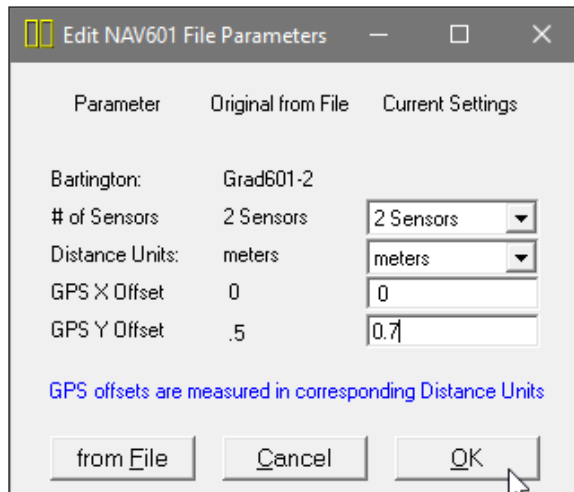 Edit NAV601 File Parameters
Parameter Original from File Current Settings
Bartington: Grad601-2
# of Sensors 2 Sensors 2 Sensors
Distance Units: meters meters
GPS X Offset 0 0
GPS Y Offset .5 0.7
GPS offsets are measured in corresponding Distance Units
from File Cancel OK